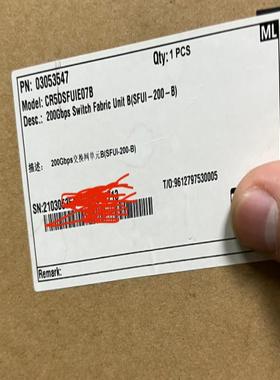 ML
PN: 03053547
Qty: 1 PCS
Model: CR5DSFUIE07B
Desc.: 200Gbps Switch Fabric Unit B(SFUI-200-B)
描述: 200Gbps交换网单元B(SFUI-200-B)
T/O:9612797530005
Remark: